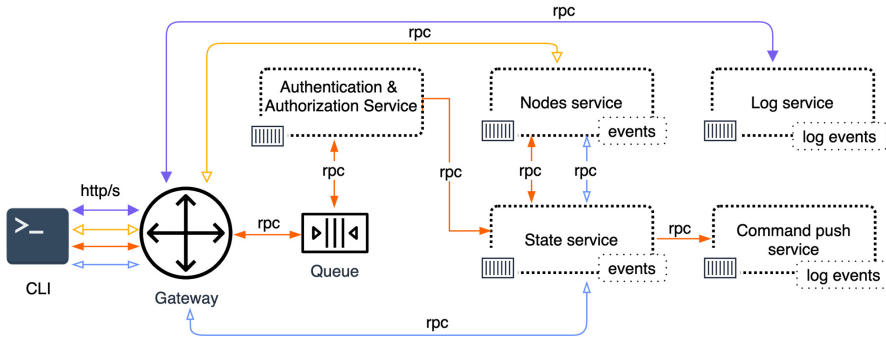 rpc
rpc
Authentication &
Authorization Service
Nodes service
events
Log service
log events
rpc
rpc
rpc
rpc
http/s
>_
CLI
Gateway
rpc
Queue
State service
events
rpc
Command push
service
log events
rpc